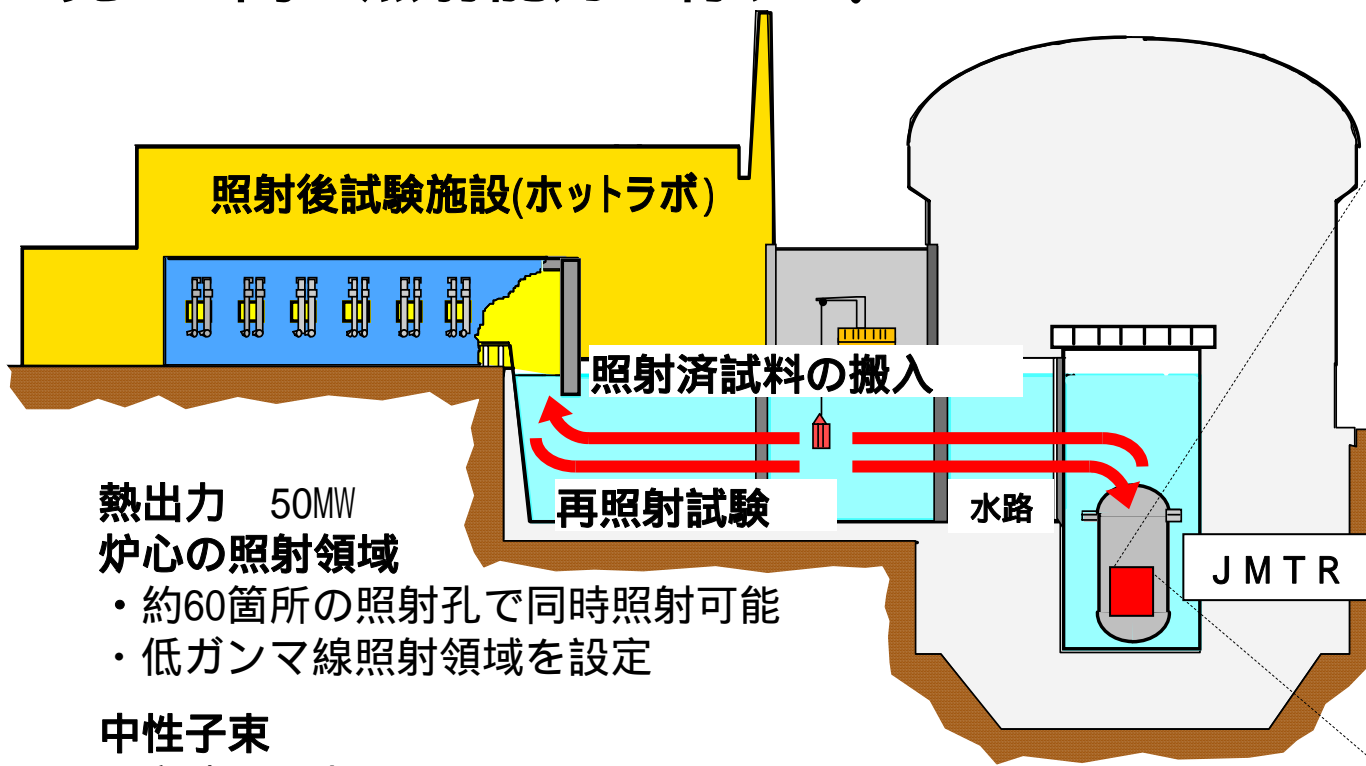 照射後試験施設(ホットラボ)
照射済試料の搬入
再照射試験
水路
JMTR
熱出力 50MW
炉心の照射領域
・約60箇所の照射孔で同時照射可能
・低ガンマ線照射領域を設定
中性子束